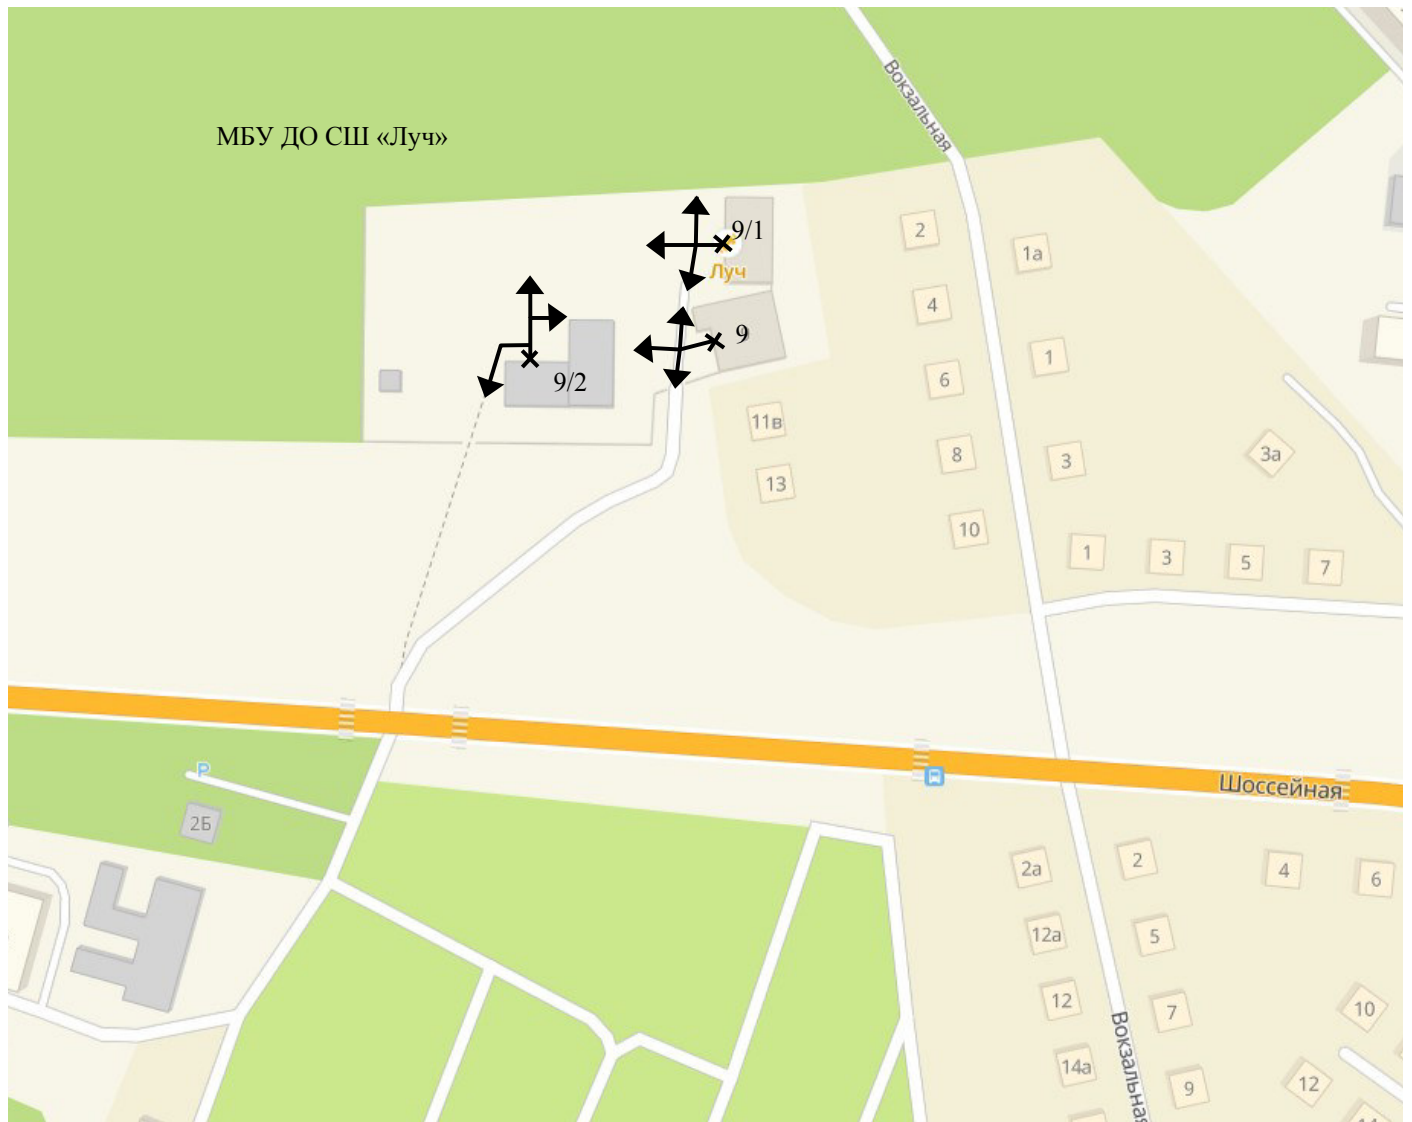 Вокзальная
МБУ ДО СШ «Луч»
9/1
2
1а
Луч
4
9
1
9/2
6
11в
8
3
3а
13
10
1
3
5
7
P
Шоссейная
2Б
2а
2
4
6
12а
5
12
7
10
Вокзальная
14а
9
12